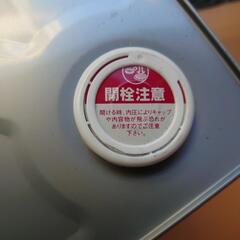 開栓注意
開ける時、内圧によりキャップ
や内容物が飛ぶ恐れが
ありますのでご注意
下さい。